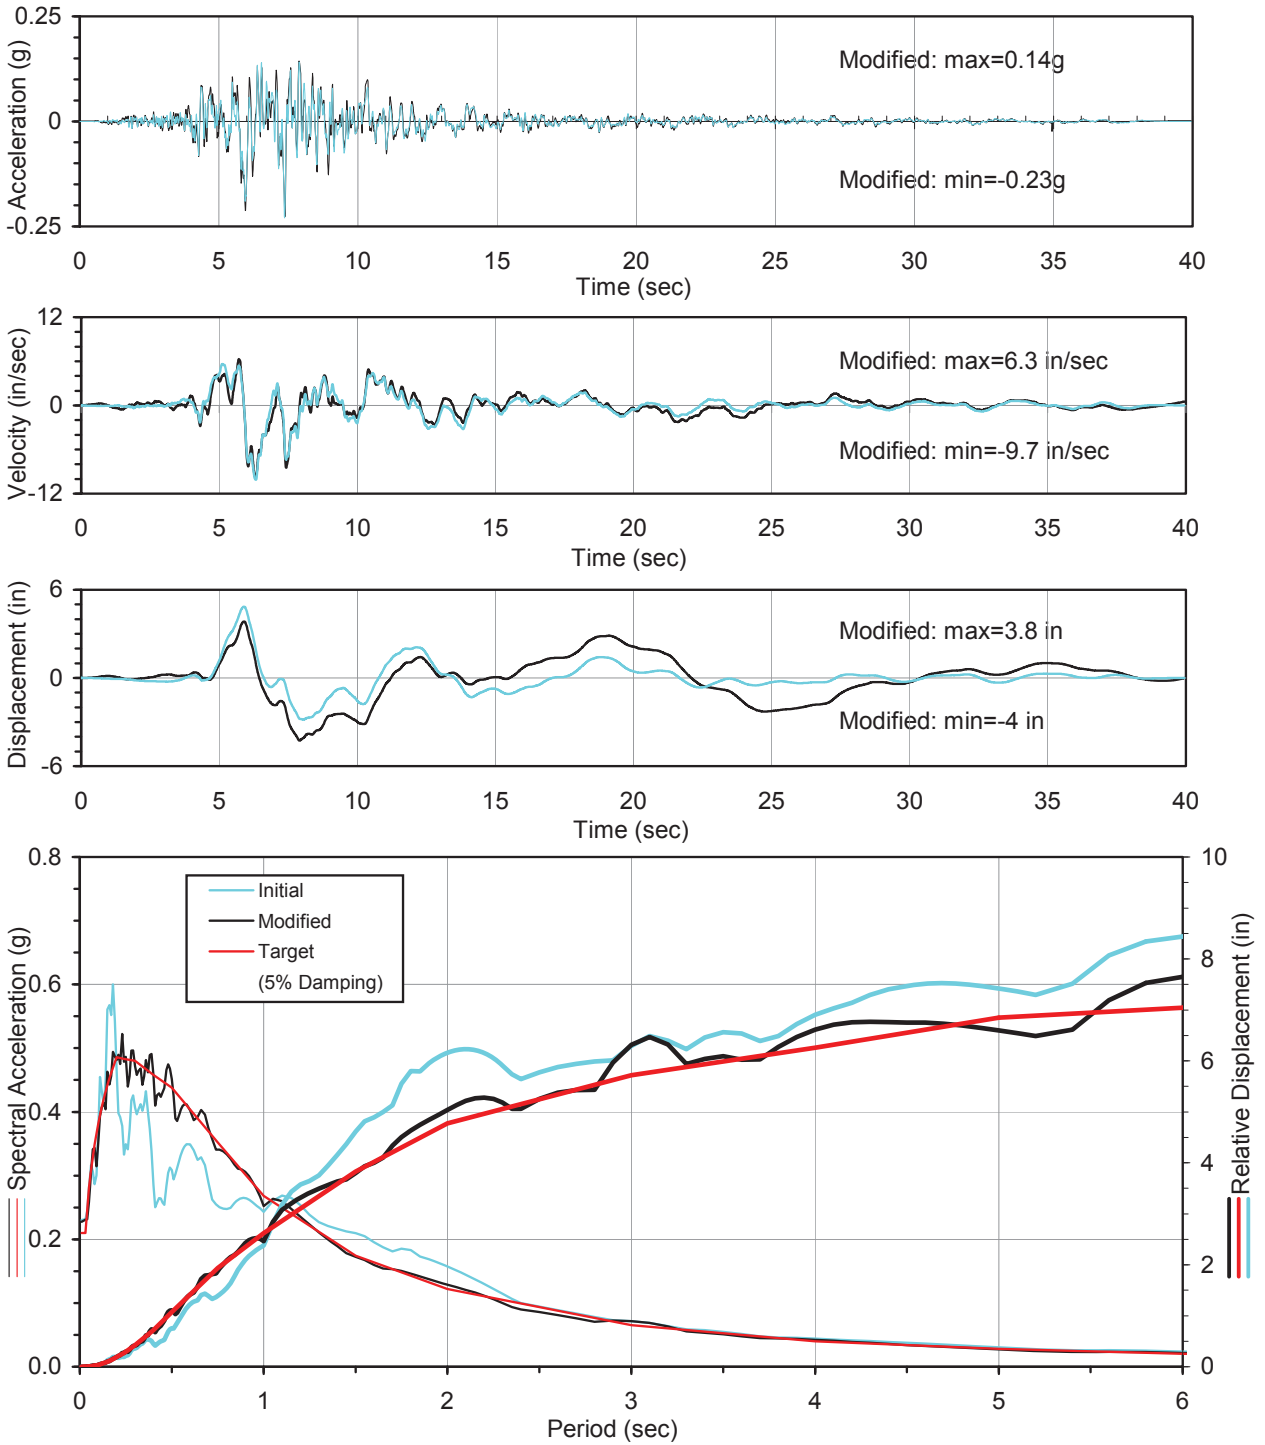 0.25
0
-0.25
Acceleration (g)
Modified: max=0.14g
Modified: min=-0.23g
0 5 10 15 20 25 30 35 40
Time (sec)
12
0
-12
Velocity (in/sec)
Modified: max=6.3 in/sec
Modified: min=-9.7 in/sec
0 5 10 15 20 25 30 35 40
Time (sec)
6
0
-6
Displacement (in)
Modified: max=3.8 in
Modified: min=-4 in
0 5 10 15 20 25 30 35 40
Time (sec)
0.8
0.6
0.4
0.2
0.0
Spectral Acceleration (g)
Initial
Modified
Target
(5% Damping)
10
8
6
4
2
0
Relative Displacement (in)
0 1 2 3 4 5 6
Period (sec)